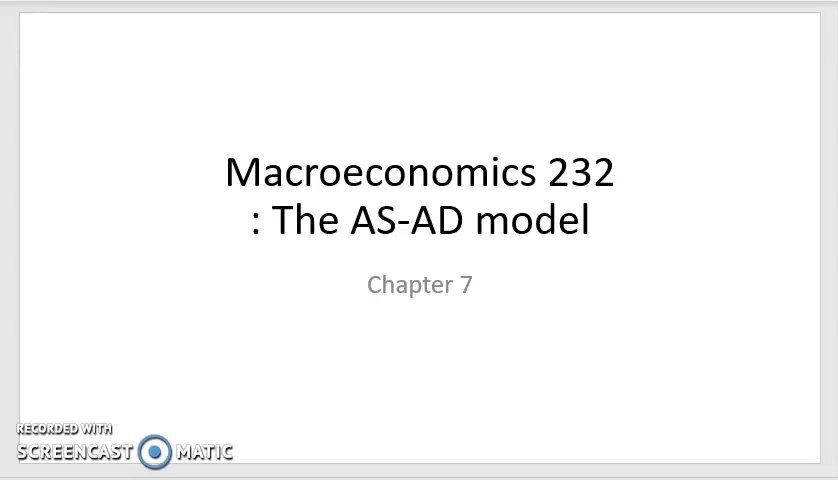 Macroeconomics 232
: The AS-AD model
Chapter 7
RECORDED WITH
SCREENCAST MATIC